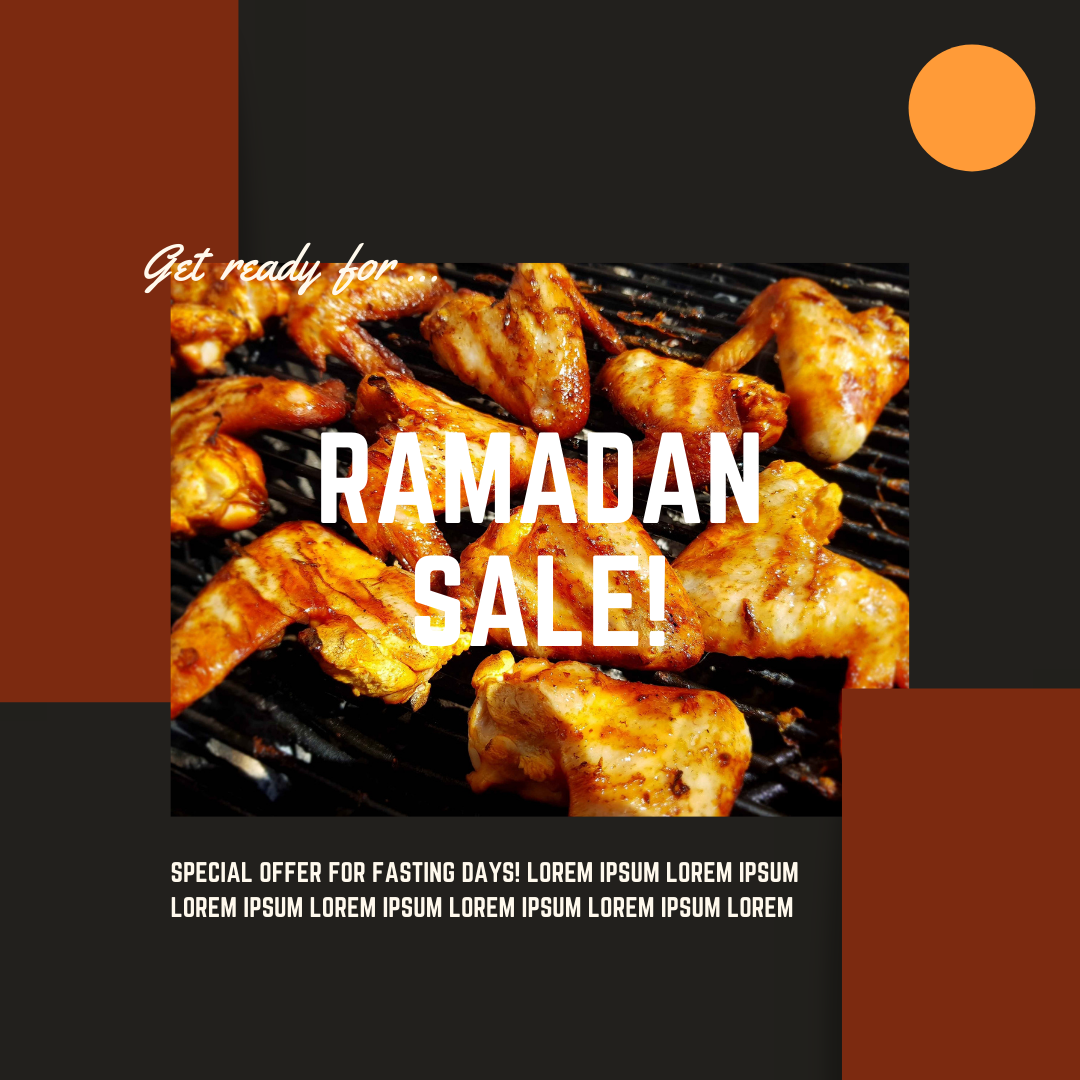 Get ready for ...
RAMADAN
SALE!
SPECIAL OFFER FOR FASTING DAYS! LOREM IPSUM LOREM IPSUM
LOREM IPSUM LOREM IPSUM LOREM IPSUM LOREM IPSUM LOREM